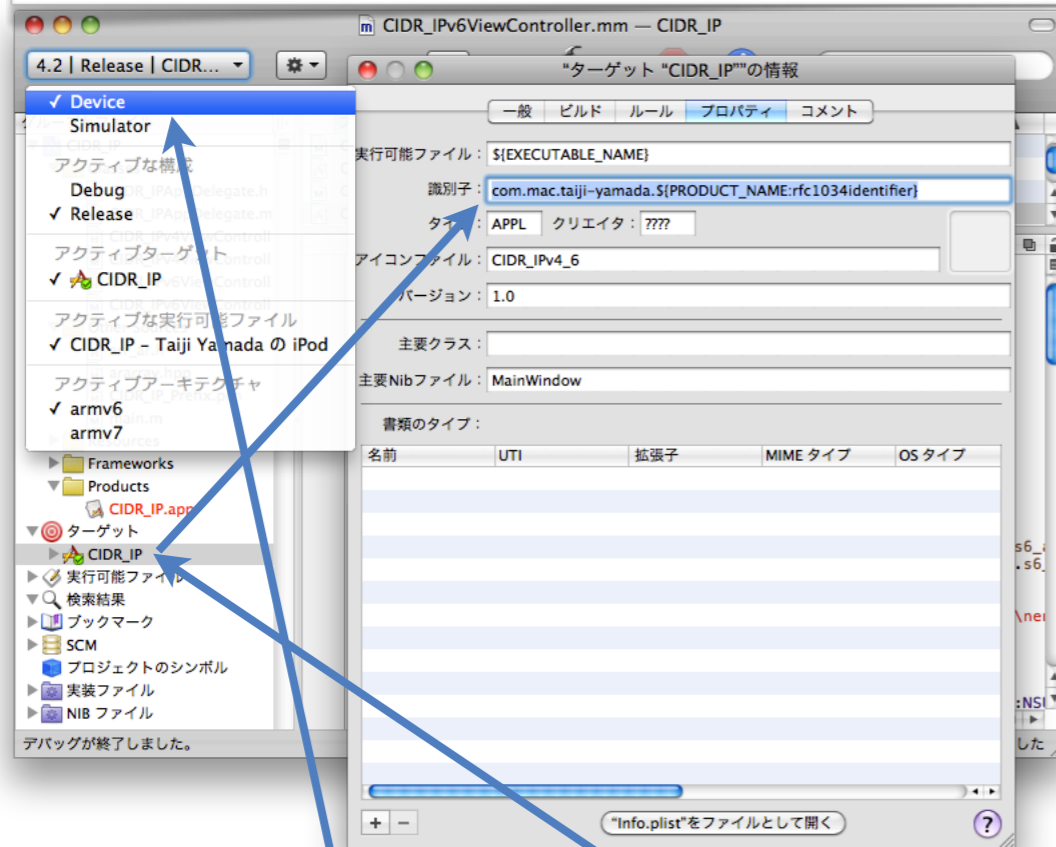 CIDR_IPv6ViewController.mm — CIDR_IP
4.2 | Release | CIDR...
Device
Simulator
アクティブな構成
Debug
Release
アクティブターゲット
CIDR_IP
アクティブな実行可能ファイル
CIDR_IP – Taiji Yamada の iPod
アクティブアーキテクチャ
armv6
armv7
Frameworks
Products
CIDR_IP.app
ターゲット
CIDR_IP
実行可能ファイル
検索結果
ブックマーク
SCM
プロジェクトのシンボル
実装ファイル
NIB ファイル
デバッグが終了しました。
“ターゲット “CIDR_IP””の情報
一般 ビルド ルール プロパティ コメント
実行可能ファイル： ${EXECUTABLE_NAME}
識別子： com.mac.taiji-yamada.${PRODUCT_NAME:rfc1034identifier}
タイプ： APPL クリエイタ： ????
アイコンファイル： CIDR_IPv4_6
バージョン： 1.0
主要クラス：
主要Nibファイル： MainWindow
書類のタイプ：
名前 UTI 拡張子 MIME タイプ OS タイプ
+ −
“Info.plist”をファイルとして開く
?